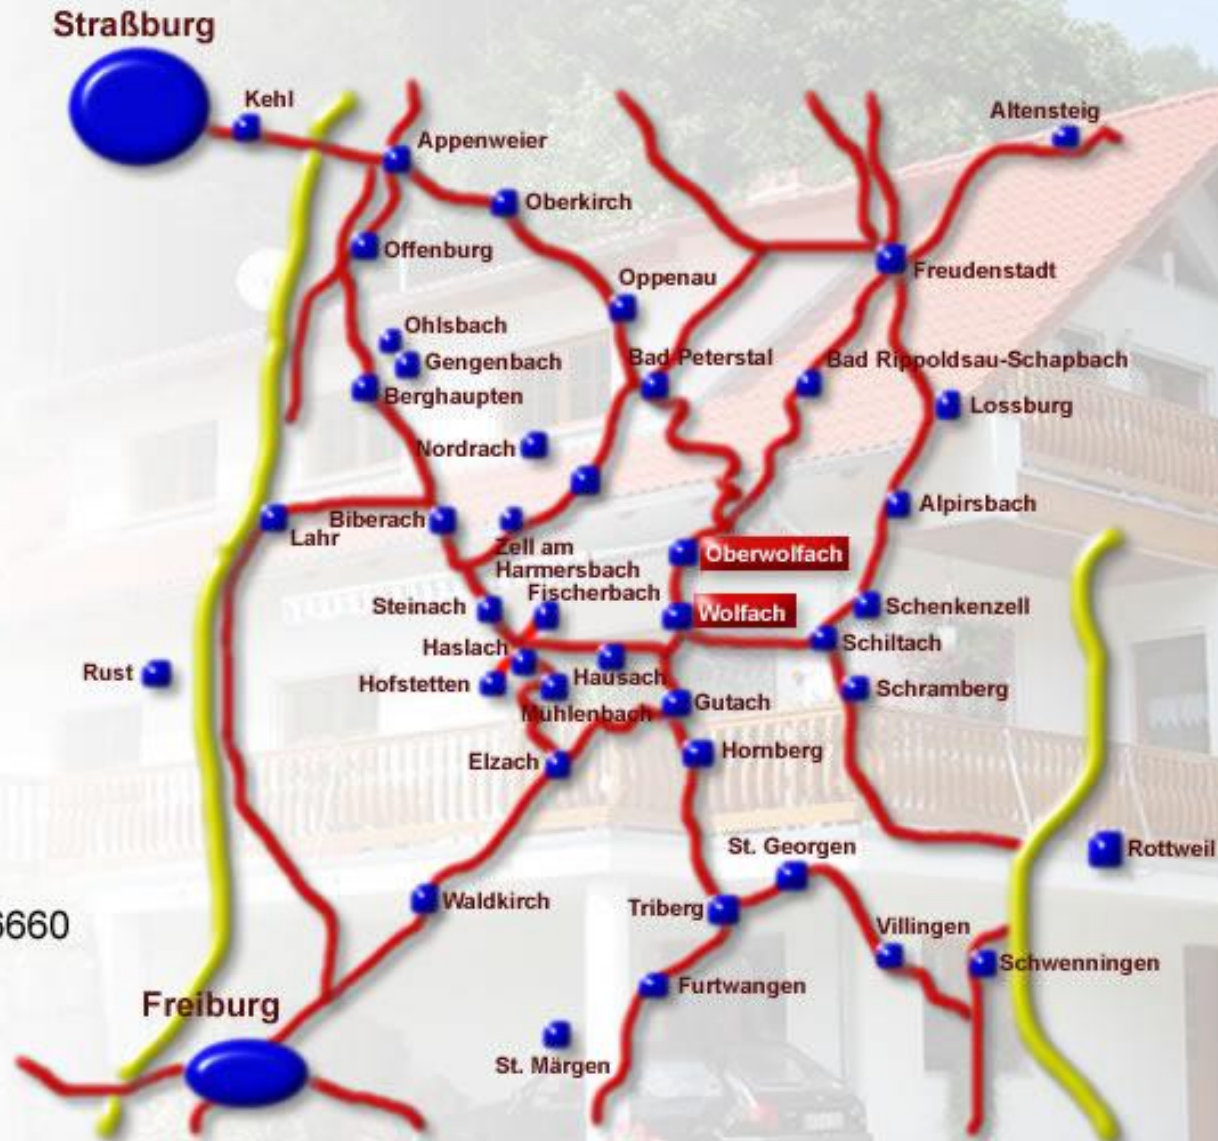 Straßburg
Kehl
Altensteig
Appenweier
Oberkirch
Offenburg
Freudenstadt
Oppenau
Ohlsbach
Gengenbach
Bad Peterstal
Bad Rippoldsau-Schapbach
Berghaupten
Lossburg
Nordrach
Alpirsbach
Biberach
Lahr
Zell am
Harmersbach
Oberwolfach
Fischerbach
Steinach
Wolfach
Schenkenzell
Haslach
Schiltach
Rust
Hofstetten
Hausach
Schramberg
Mühlenbach
Gutach
Hornberg
Elzach
St. Georgen
Rottweil
Waldkirch
Triberg
6660
Villingen
Schwenningen
Furtwangen
Freiburg
St. Märgen